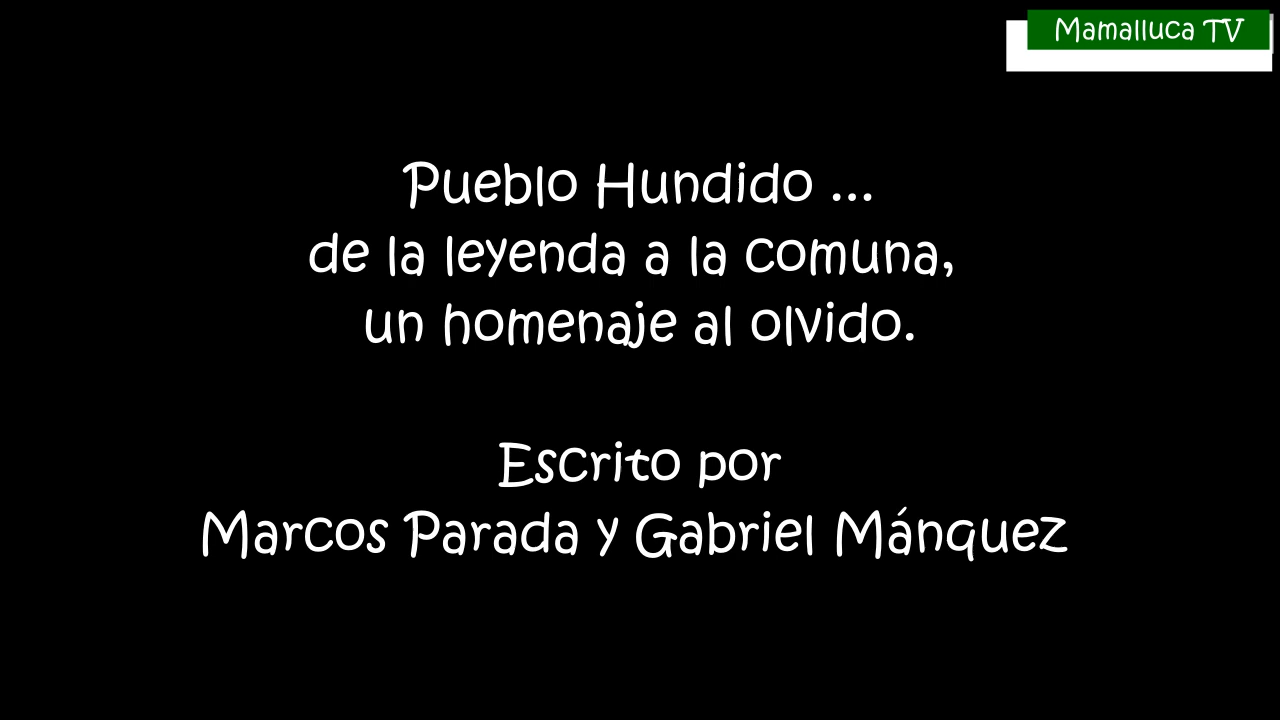 Mamalluca TV
Pueblo Hundido ...
de la leyenda a la comuna,
un homenaje al olvido.
Escrito por
Marcos Parada y Gabriel Mánquez